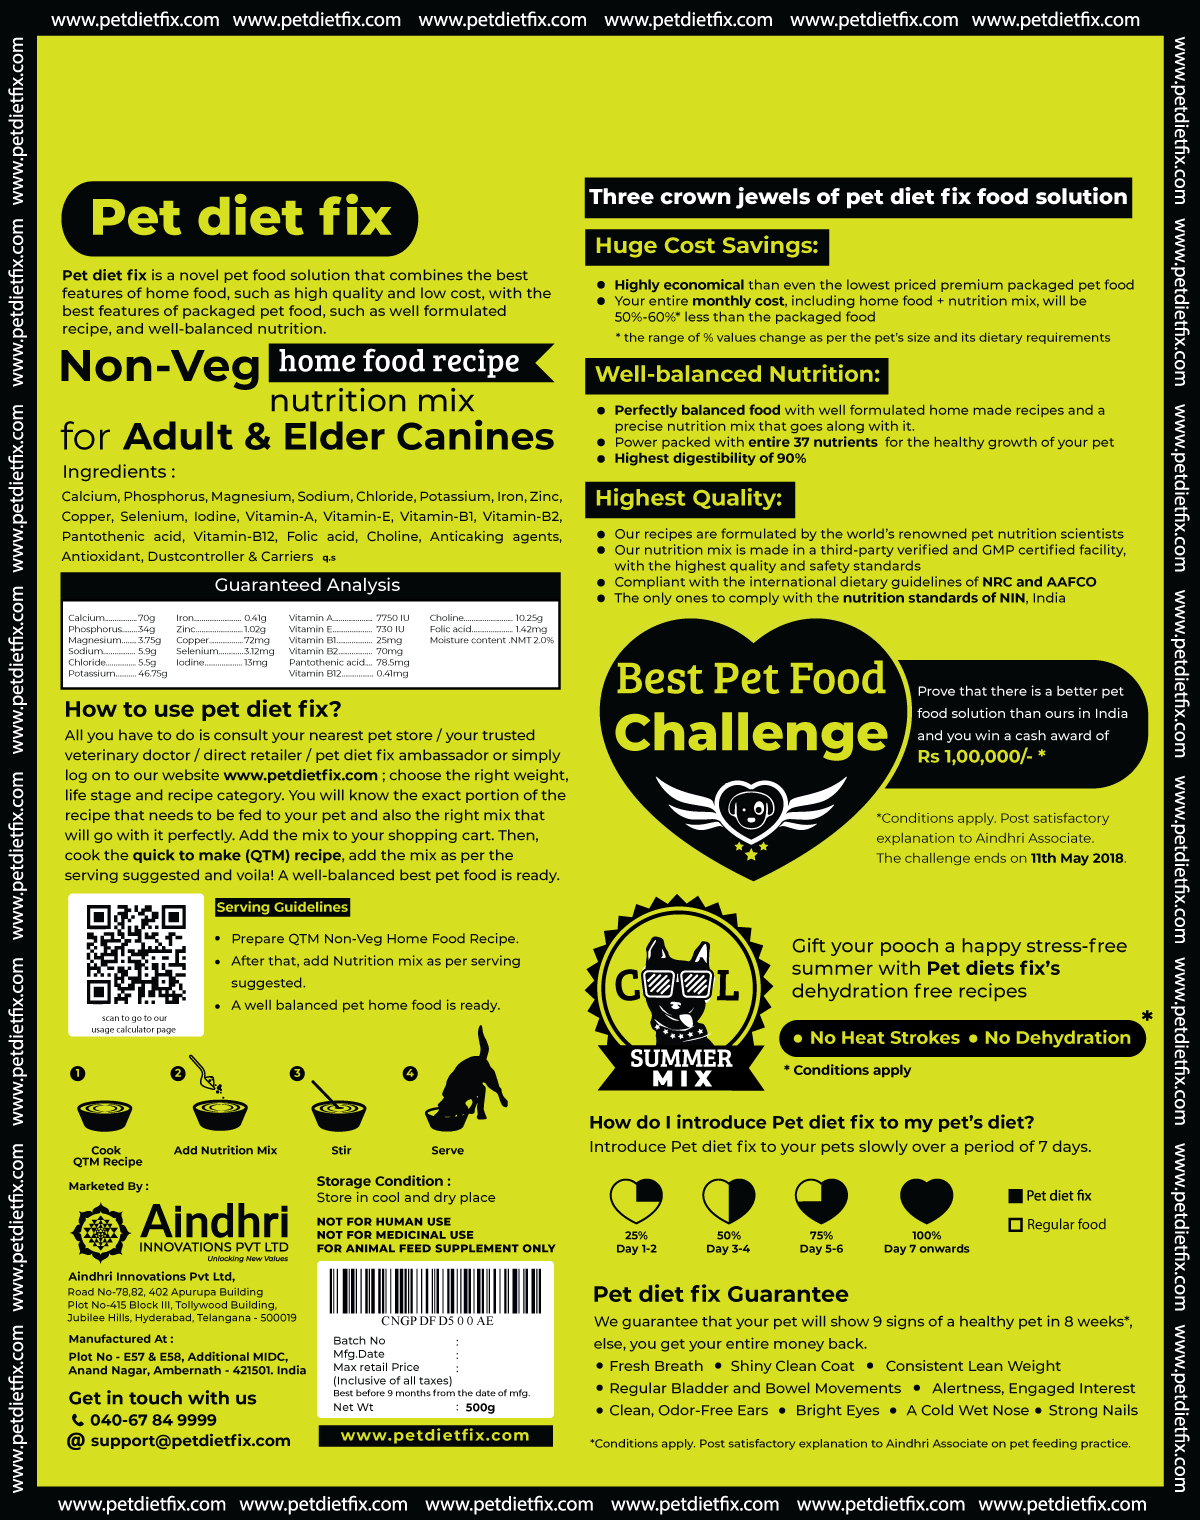 www.petdietfix.com www.petdietfix.com www.petdietfix.com www.petdietfix.com www.petdietfix.com www.petdietfix.com
www.petdietfix.com www.petdietfix.com www.petdietfix.com www.petdietfix.com www.petdietfix.com www.petdietfix.com www.petdietfix.com www.petdietfix.com
Pet diet fix
Pet diet fix is a novel pet food solution that combines the best
features of home food, such as high quality and low cost, with the
best features of packaged pet food, such as well formulated
recipe, and well-balanced nutrition.
Non-Veg home food recipe
nutrition mix
for Adult & Elder Canines
Ingredients :
Calcium, Phosphorus, Magnesium, Sodium, Chloride, Potassium, Iron, Zinc,
Copper, Selenium, Iodine, Vitamin-A, Vitamin-E, Vitamin-B1, Vitamin-B2,
Pantothenic acid, Vitamin-B12, Folic acid, Choline, Anticaking agents,
Antioxidant, Dustcontroller & Carriers q.s
Guaranteed Analysis
Calcium............70g Iron.................... 0.41g Vitamin A................ 7750 IU Choline.................... 10.25g
Phosphorus......34g Zinc.................... 1.02g Vitamin E................ 730 IU Folic acid................ 1.42mg
Magnesium...... 3.75g Copper.............. 72mg Vitamin B1.............. 25mg Moisture content .NMT 2.0%
Sodium............. 5.9g Selenium...........3.12mg Vitamin B2............. 70mg
Chloride............ 5.5g Iodine................. 13mg Pantothenic acid.... 78.5mg
Potassium......... 46.75g Vitamin B12............ 0.41mg
How to use pet diet fix?
All you have to do is consult your nearest pet store / your trusted
veterinary doctor / direct retailer / pet diet fix ambassador or simply
log on to our website www.petdietfix.com ; choose the right weight,
life stage and recipe category. You will know the exact portion of the
recipe that needs to be fed to your pet and also the right mix that
will go with it perfectly. Add the mix to your shopping cart. Then,
cook the quick to make (QTM) recipe, add the mix as per the
serving suggested and voila! A well-balanced best pet food is ready.
scan to go to our
usage calculator page
Serving Guidelines
• Prepare QTM Non-Veg Home Food Recipe.
• After that, add Nutrition mix as per serving
suggested.
• A well balanced pet home food is ready.
1 2 3 4
Cook
QTM Recipe
Add Nutrition Mix
Stir
Serve
Marketed By :
Aindhri
INNOVATIONS PVT LTD
Unlocking New Values
Aindhri Innovations Pvt Ltd,
Road No-78,82, 402 Apurupa Building
Plot No-415 Block III, Tollywood Building,
Jubilee Hills, Hyderabad, Telangana - 500019
Manufactured At :
Plot No - E57 & E58, Additional MIDC,
Anand Nagar, Ambernath - 421501. India
Get in touch with us
040-67 84 9999
@ support@petdietfix.com
Storage Condition :
Store in cool and dry place
NOT FOR HUMAN USE
NOT FOR MEDICINAL USE
FOR ANIMAL FEED SUPPLEMENT ONLY
CNGPDFD500AE
Batch No :
Mfg.Date :
Max retail Price :
(Inclusive of all taxes)
Best before 9 months from the date of mfg.
Net Wt : 500g
www.petdietfix.com
Three crown jewels of pet diet fix food solution
Huge Cost Savings:
● Highly economical than even the lowest priced premium packaged pet food
● Your entire monthly cost, including home food + nutrition mix, will be
50%-60%* less than the packaged food
* the range of % values change as per the pet's size and its dietary requirements
Well-balanced Nutrition:
● Perfectly balanced food with well formulated home made recipes and a
precise nutrition mix that goes along with it.
● Power packed with entire 37 nutrients for the healthy growth of your pet
● Highest digestibility of 90%
Highest Quality:
● Our recipes are formulated by the world's renowned pet nutrition scientists
● Our nutrition mix is made in a third-party verified and GMP certified facility,
with the highest quality and safety standards
● Compliant with the international dietary guidelines of NRC and AAFCO
● The only ones to comply with the nutrition standards of NIN, India
Best Pet Food
Challenge
Prove that there is a better pet
food solution than ours in India
and you win a cash award of
Rs 1,00,000/- *
*Conditions apply. Post satisfactory
explanation to Aindhri Associate.
The challenge ends on 11th May 2018.
COOL
SUMMER
MIX
Gift your pooch a happy stress-free
summer with Pet diets fix's
dehydration free recipes
● No Heat Strokes ● No Dehydration *
* Conditions apply
How do I introduce Pet diet fix to my pet's diet?
Introduce Pet diet fix to your pets slowly over a period of 7 days.
25% 50% 75% 100%
Day 1-2 Day 3-4 Day 5-6 Day 7 onwards
Pet diet fix
Regular food
Pet diet fix Guarantee
We guarantee that your pet will show 9 signs of a healthy pet in 8 weeks*,
else, you get your entire money back.
● Fresh Breath ● Shiny Clean Coat ● Consistent Lean Weight
● Regular Bladder and Bowel Movements ● Alertness, Engaged Interest
● Clean, Odor-Free Ears ● Bright Eyes ● A Cold Wet Nose ● Strong Nails
*Conditions apply. Post satisfactory explanation to Aindhri Associate on pet feeding practice.
www.petdietfix.com www.petdietfix.com www.petdietfix.com www.petdietfix.com www.petdietfix.com www.petdietfix.com www.petdietfix.com www.petdietfix.com
www.petdietfix.com www.petdietfix.com www.petdietfix.com www.petdietfix.com www.petdietfix.com www.petdietfix.com